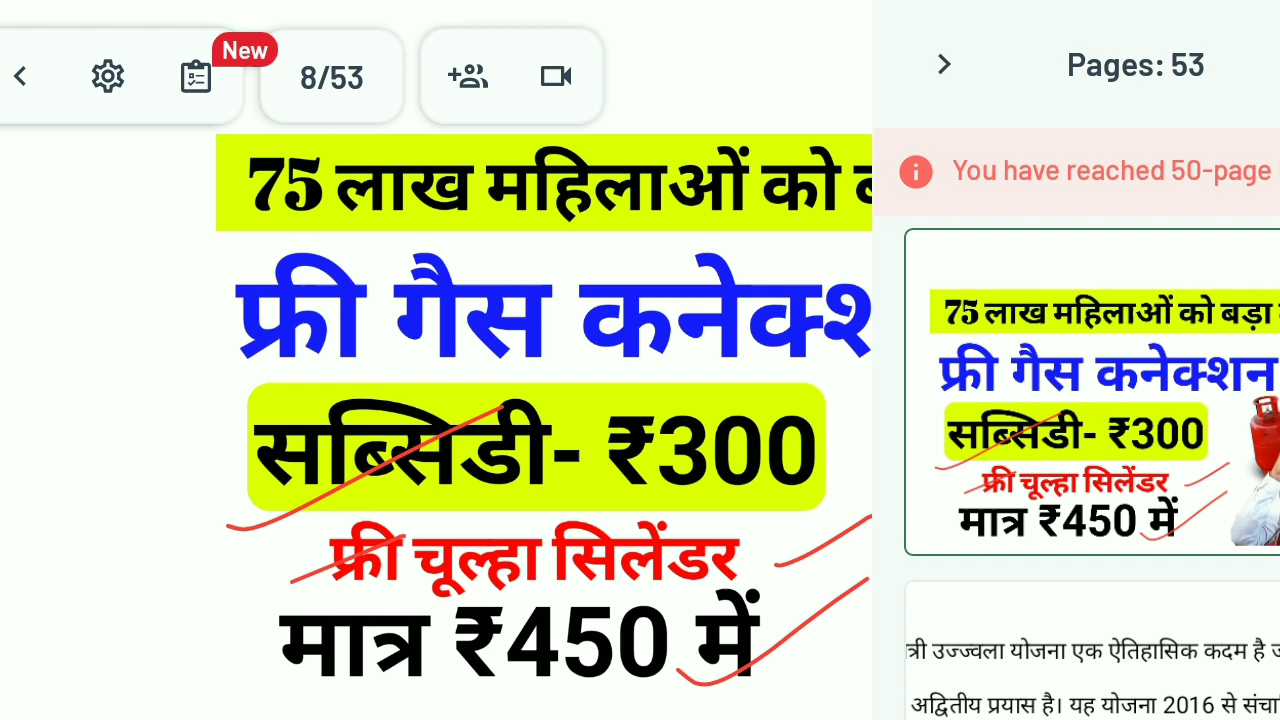 New
8/53
Pages: 53
You have reached 50-page
75 लाख महिलाओं को
फ्री गैस कनेक्श
सब्सिडी- ₹300
फ्री चूल्हा सिलेंडर
मात्र ₹450 में
75 लाख महिलाओं को बड़ा
फ्री गैस कनेक्शन
सब्सिडी- ₹300
फ्री चूल्हा सिलेंडर
मात्र ₹450 में
उज्ज्वला योजना एक ऐतिहासिक कदम है
अद्वितीय प्रयास है। यह योजना 2016 से